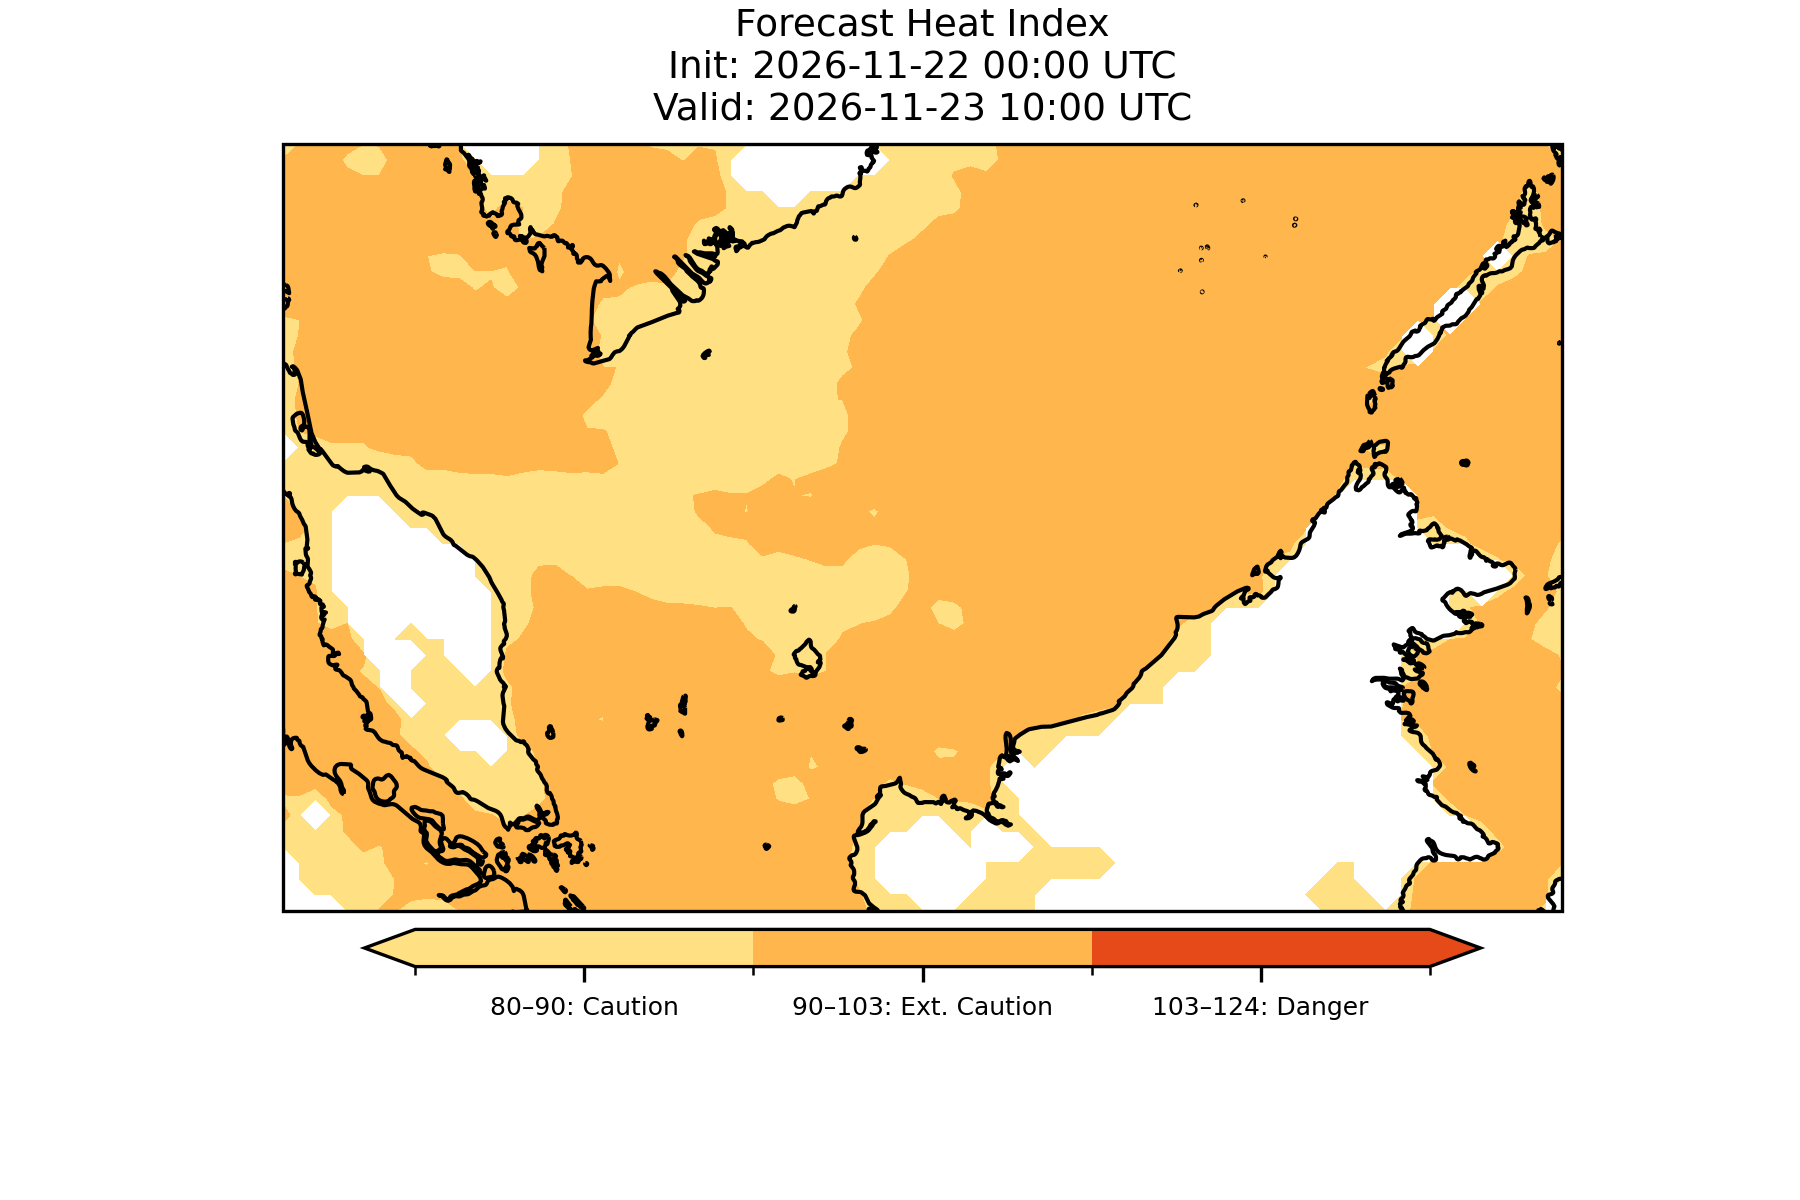 Forecast Heat Index
Init: 2026-11-22 00:00 UTC
Valid: 2026-11-23 10:00 UTC
80–90: Caution
90–103: Ext. Caution
103–124: Danger